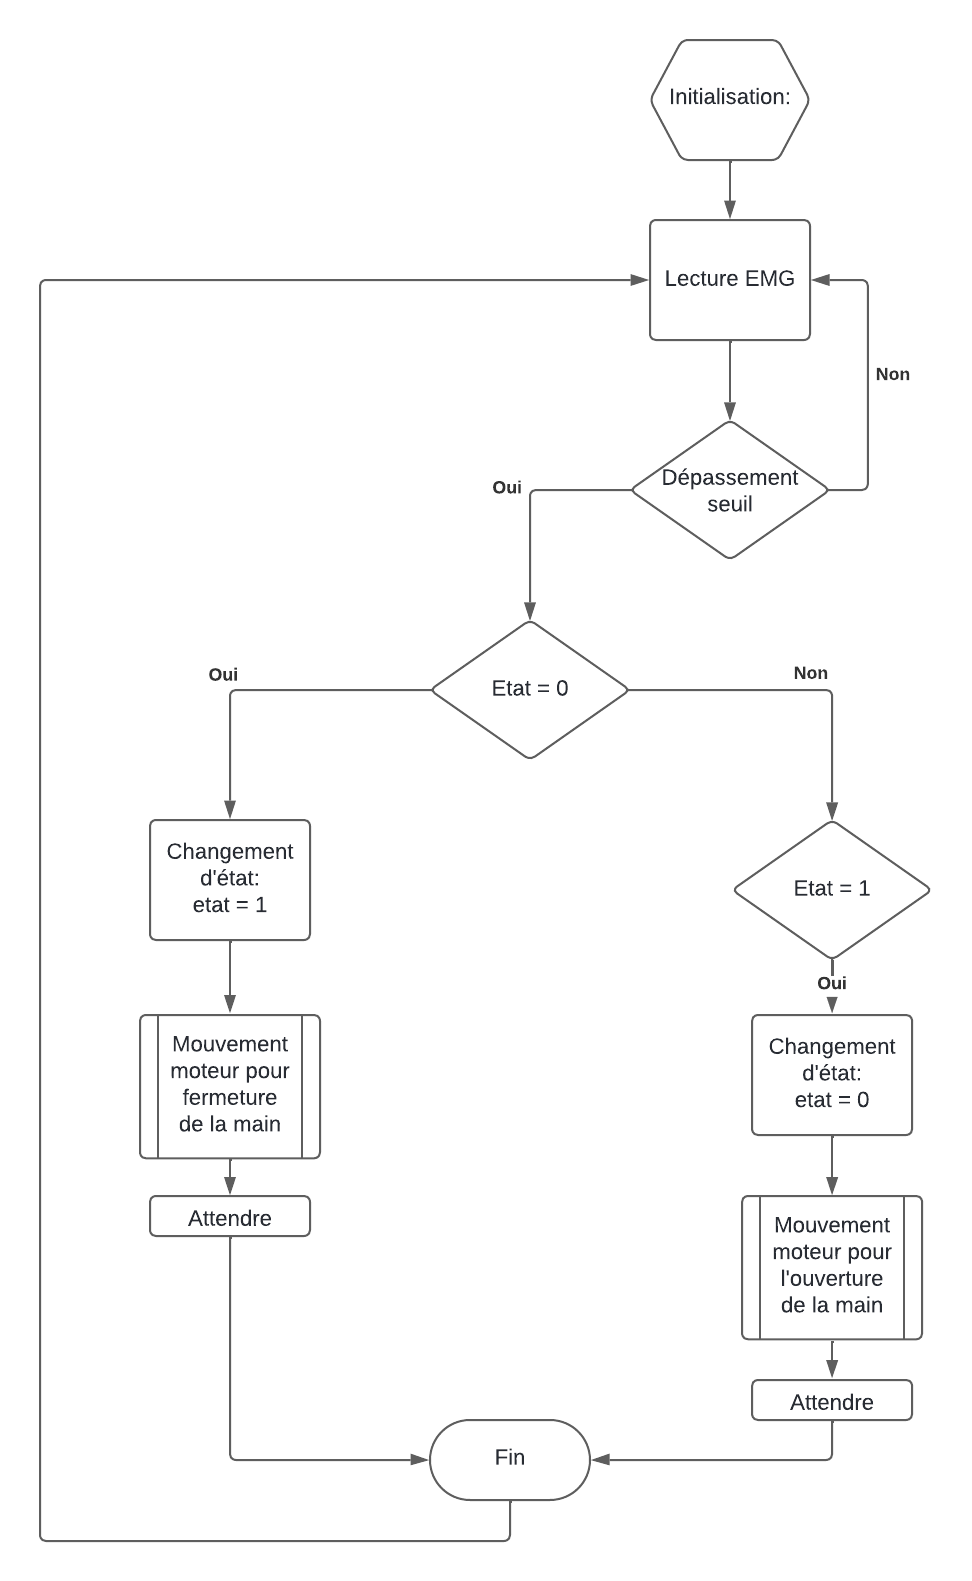 Initialisation:
Lecture EMG
Non
Dépassement
seuil
Oui
Etat = 0
Oui
Non
Changement
d'état:
etat = 1
Etat = 1
Oui
Mouvement
moteur pour
fermeture
de la main
Changement
d'état:
etat = 0
Attendre
Mouvement
moteur pour
l'ouverture
de la main
Attendre
Fin